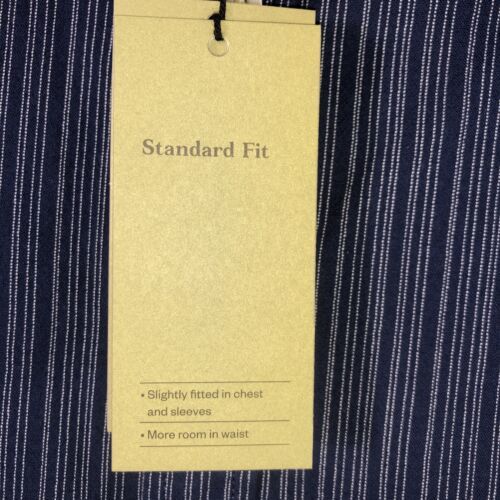 Standard Fit
• Slightly fitted in chest
and sleeves
• More room in waist